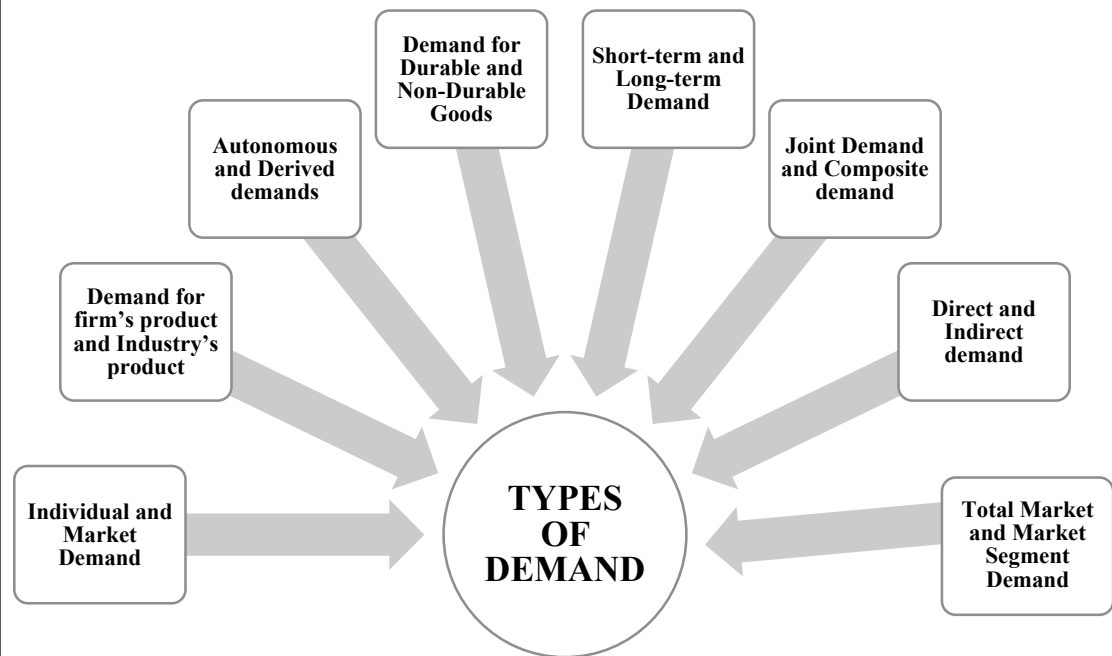 Individual and
Market
Demand
Demand for
firm’s product
and Industry’s
product
Autonomous
and Derived
demands
Demand for
Durable and
Non-Durable
Goods
Short-term and
Long-term
Demand
Joint Demand
and Composite
demand
Direct and
Indirect
demand
Total Market
and Market
Segment
Demand
TYPES
OF
DEMAND